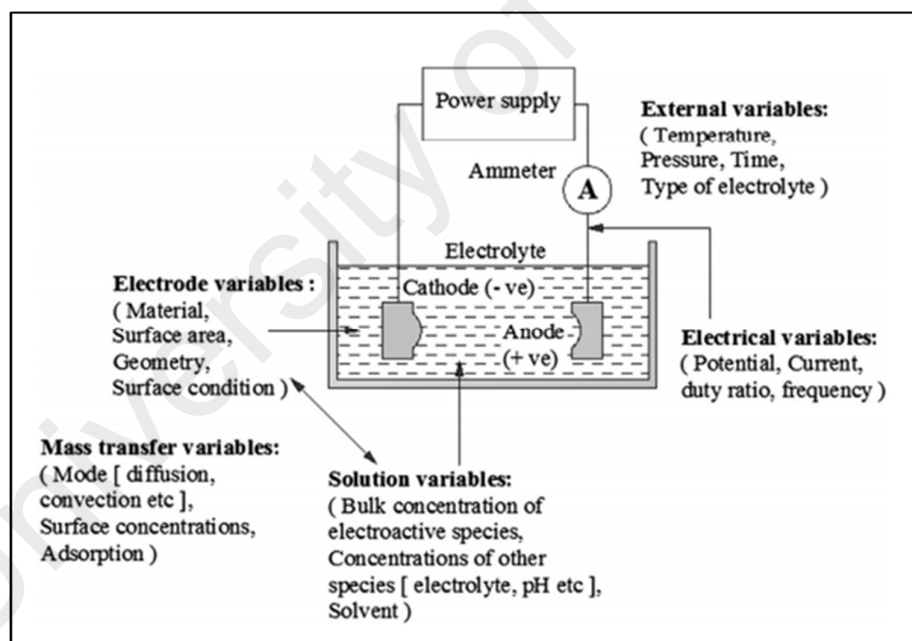 Power supply
Ammeter
A
External variables:
( Temperature,
Pressure, Time,
Type of electrolyte )
Electrolyte
Cathode (- ve)
Anode
(+ ve)
Electrode variables :
( Material,
Surface area,
Geometry,
Surface condition )
Electrical variables:
( Potential, Current,
duty ratio, frequency )
Mass transfer variables:
( Mode [ diffusion,
convection etc ],
Surface concentrations,
Adsorption )
Solution variables:
( Bulk concentration of
electroactive species,
Concentrations of other
species [ electrolyte, pH etc ],
Solvent )
University of